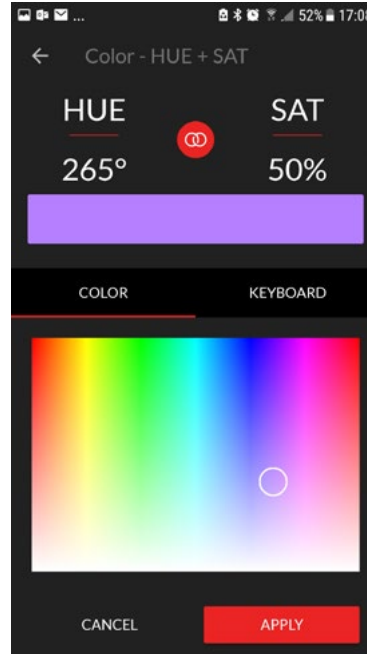 ... 52% 17:08
Color - HUE + SAT
HUE SAT
265° 50%
COLOR KEYBOARD
CANCEL APPLY